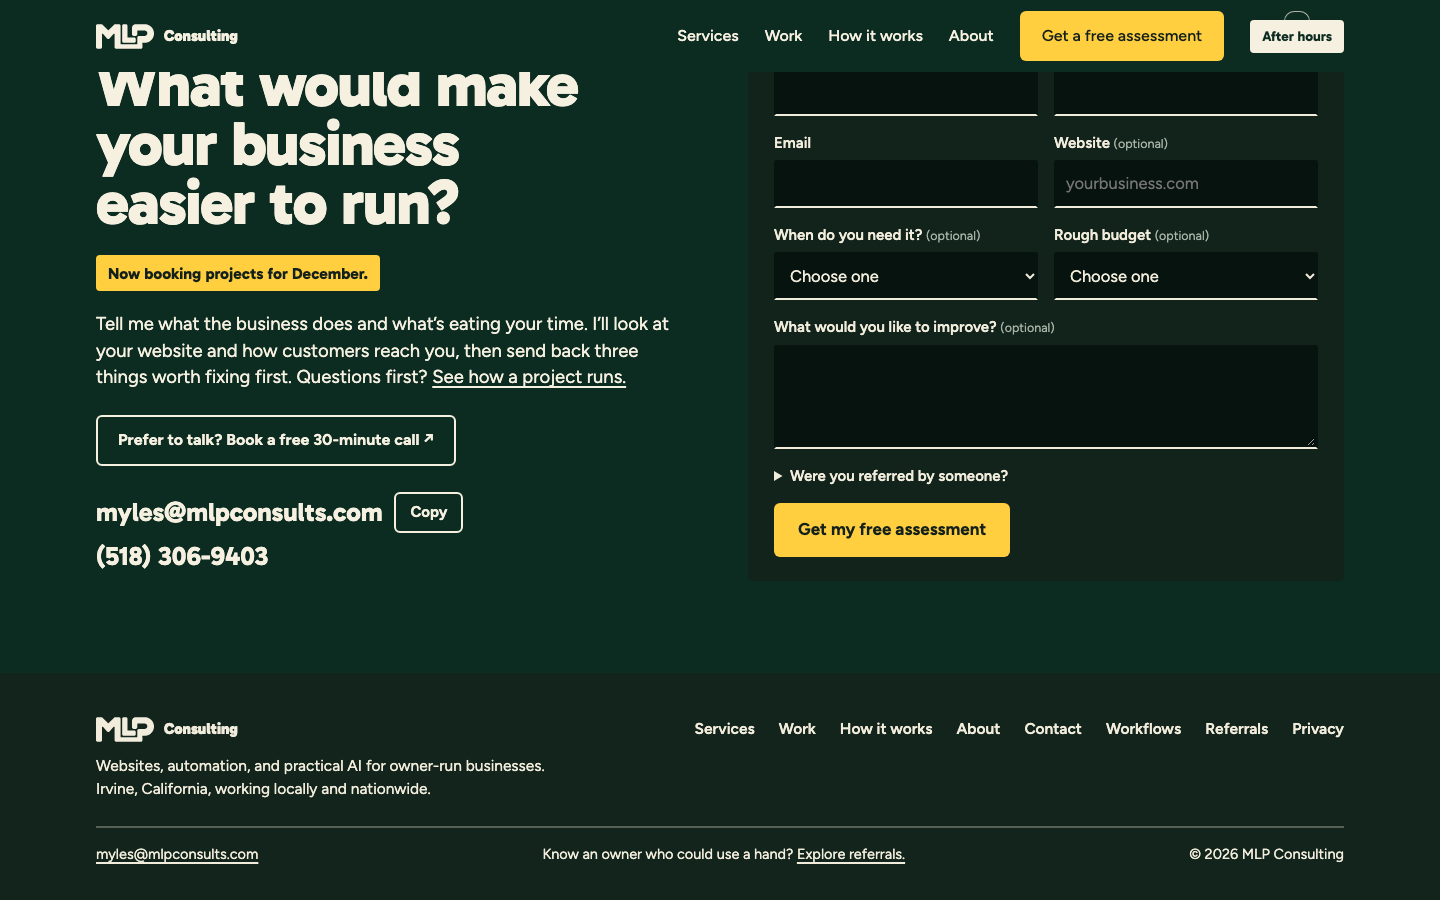 MLP Consulting
Services
Work
How it works
About
Get a free assessment
After hours
What would make
your business
easier to run?
Now booking projects for December.
Tell me what the business does and what’s eating your time. I’ll look at
your website and how customers reach you, then send back three
things worth fixing first. Questions first? See how a project runs.
Prefer to talk? Book a free 30-minute call ↗
myles@mlpconsults.com
Copy
(518) 306-9403
Email
Website (optional)
yourbusiness.com
When do you need it? (optional)
Rough budget (optional)
Choose one
Choose one
What would you like to improve? (optional)
▶ Were you referred by someone?
Get my free assessment
MLP Consulting
Services
Work
How it works
About
Contact
Workflows
Referrals
Privacy
Websites, automation, and practical AI for owner-run businesses.
Irvine, California, working locally and nationwide.
myles@mlpconsults.com
Know an owner who could use a hand? Explore referrals.
© 2026 MLP Consulting